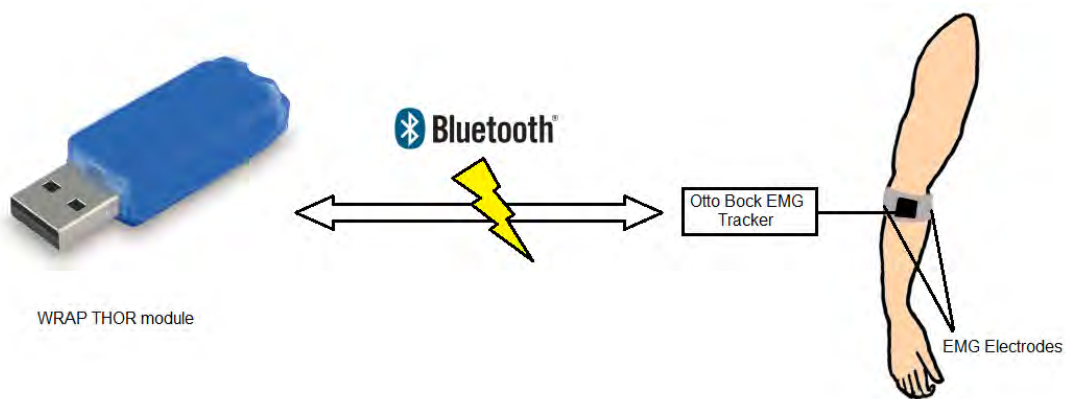 Bluetooth®
Otto Bock EMG
Tracker
WRAP THOR module
EMG Electrodes